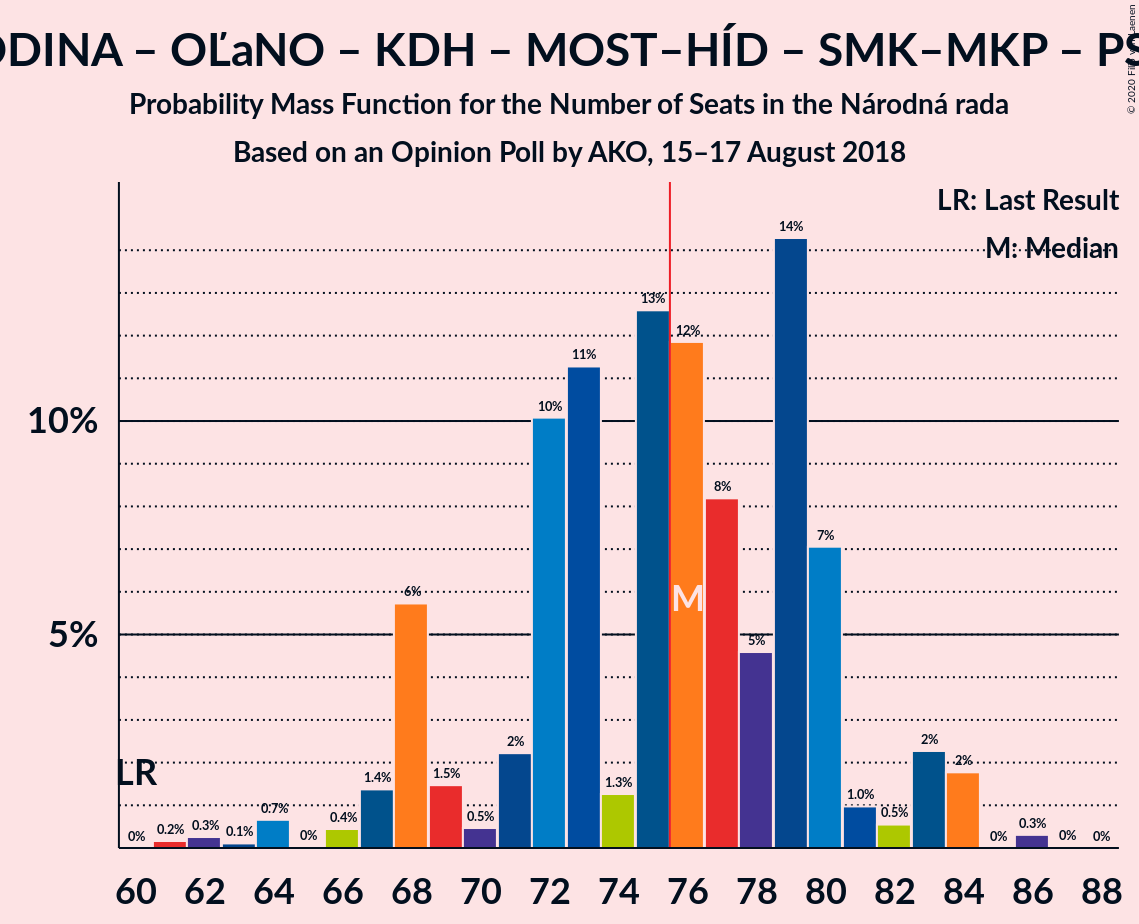 ODINA – OĽaNO – KDH – MOST–HÍD – SMK–MKP – PS
© 2020 Filip van Laenen
Probability Mass Function for the Number of Seats in the Národná rada
Based on an Opinion Poll by AKO, 15–17 August 2018
LR: Last Result
M: Median
10%
5%
LR
M
0% 0.2% 0.3% 0.1% 0.7% 0% 0.4% 1.4% 6% 1.5% 0.5% 2% 10% 11% 1.3% 13% 12% 8% 5% 14% 7% 1.0% 0.5% 2% 2% 0% 0.3% 0% 0%
60 62 64 66 68 70 72 74 76 78 80 82 84 86 88